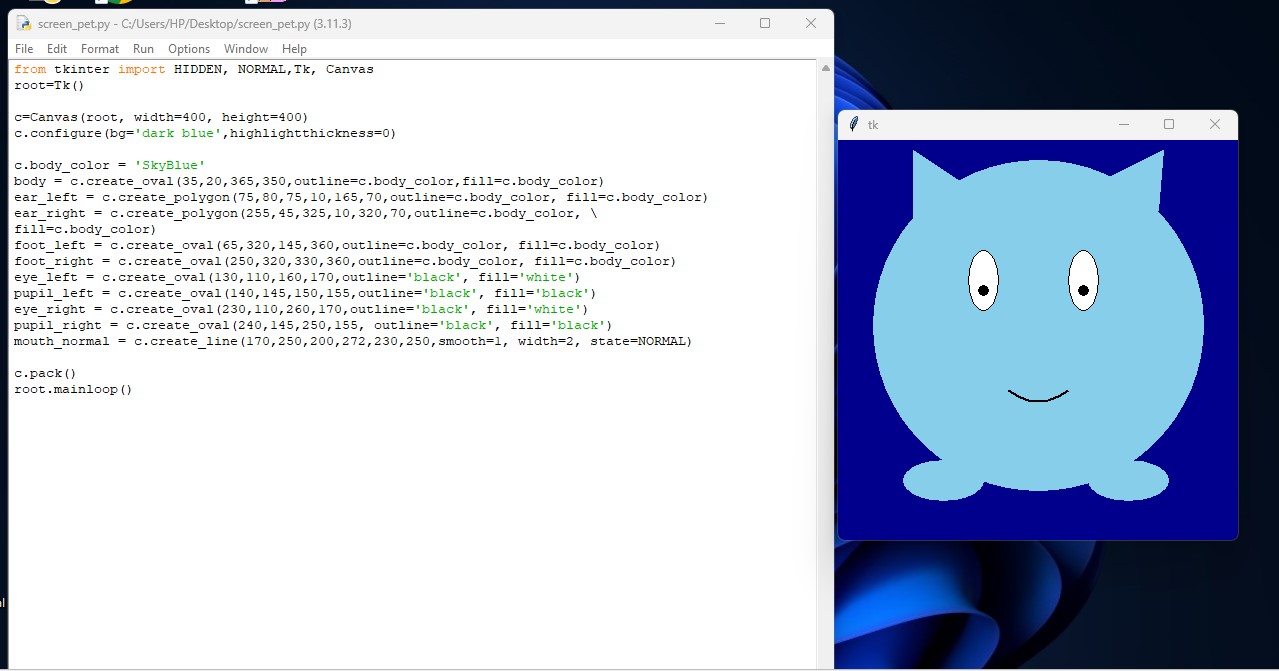 screen_pet.py - C:/Users/HP/Desktop/screen_pet.py (3.11.3)
File Edit Format Run Options Window Help
from tkinter import HIDDEN, NORMAL,Tk, Canvas
root=Tk()
c=Canvas(root, width=400, height=400)
c.configure(bg='dark blue',highlightthickness=0)
c.body_color = 'SkyBlue'
body = c.create_oval(35,20,365,350,outline=c.body_color,fill=c.body_color)
ear_left = c.create_polygon(75,80,75,10,165,70,outline=c.body_color, fill=c.body_color)
ear_right = c.create_polygon(255,45,325,10,320,70,outline=c.body_color, \
fill=c.body_color)
foot_left = c.create_oval(65,320,145,360,outline=c.body_color, fill=c.body_color)
foot_right = c.create_oval(250,320,330,360,outline=c.body_color, fill=c.body_color)
eye_left = c.create_oval(130,110,160,170,outline='black', fill='white')
pupil_left = c.create_oval(140,145,150,155,outline='black', fill='black')
eye_right = c.create_oval(230,110,260,170,outline='black', fill='white')
pupil_right = c.create_oval(240,145,250,155, outline='black', fill='black')
mouth_normal = c.create_line(170,250,200,272,230,250,smooth=1, width=2, state=NORMAL)
c.pack()
root.mainloop()
tk